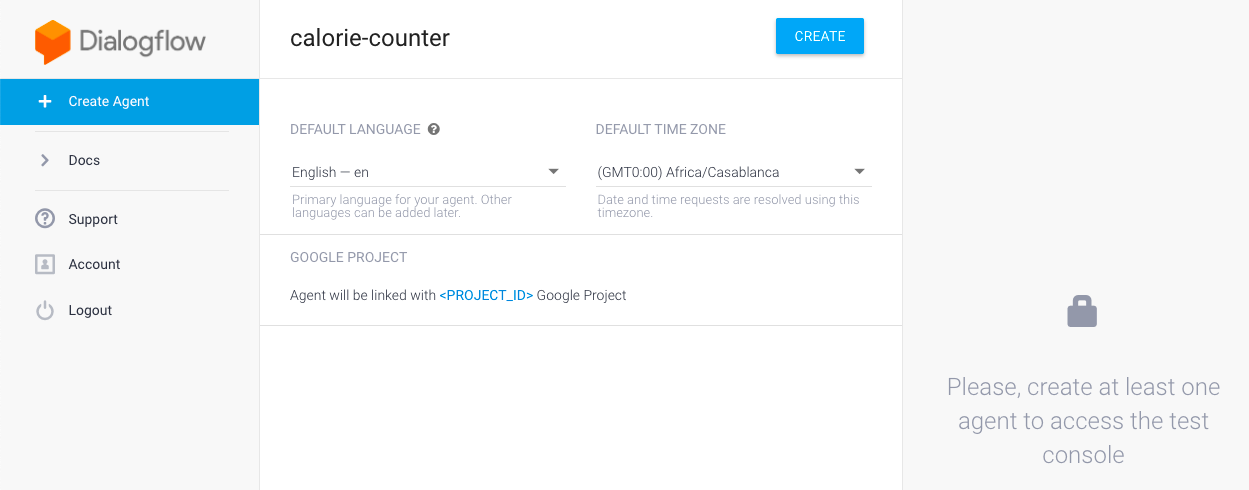 Dialogflow
Create Agent
Docs
Support
Account
Logout
calorie-counter
CREATE
DEFAULT LANGUAGE ?
DEFAULT TIME ZONE
English — en
(GMT0:00) Africa/Casablanca
Primary language for your agent. Other
languages can be added later.
Date and time requests are resolved using this
timezone.
GOOGLE PROJECT
Agent will be linked with <PROJECT_ID> Google Project
Please, create at least one
agent to access the test
console